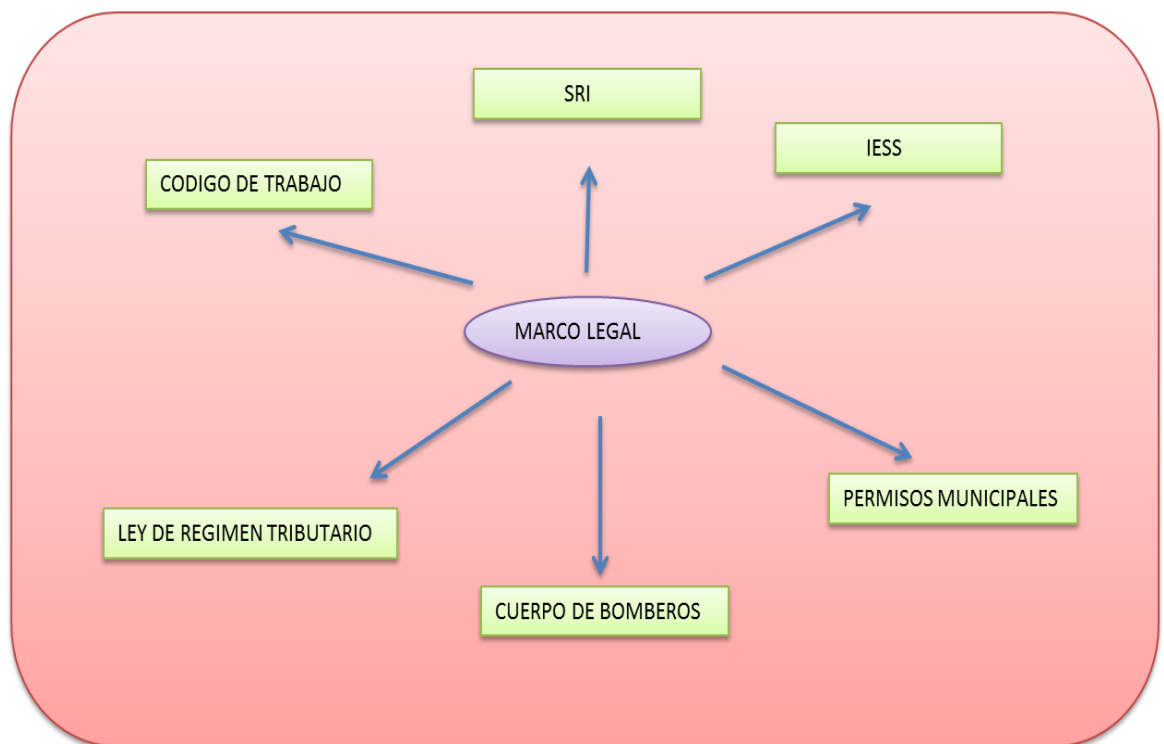 SRI
IESS
CODIGO DE TRABAJO
MARCO LEGAL
PERMISOS MUNICIPALES
LEY DE REGIMEN TRIBUTARIO
CUERPO DE BOMBEROS